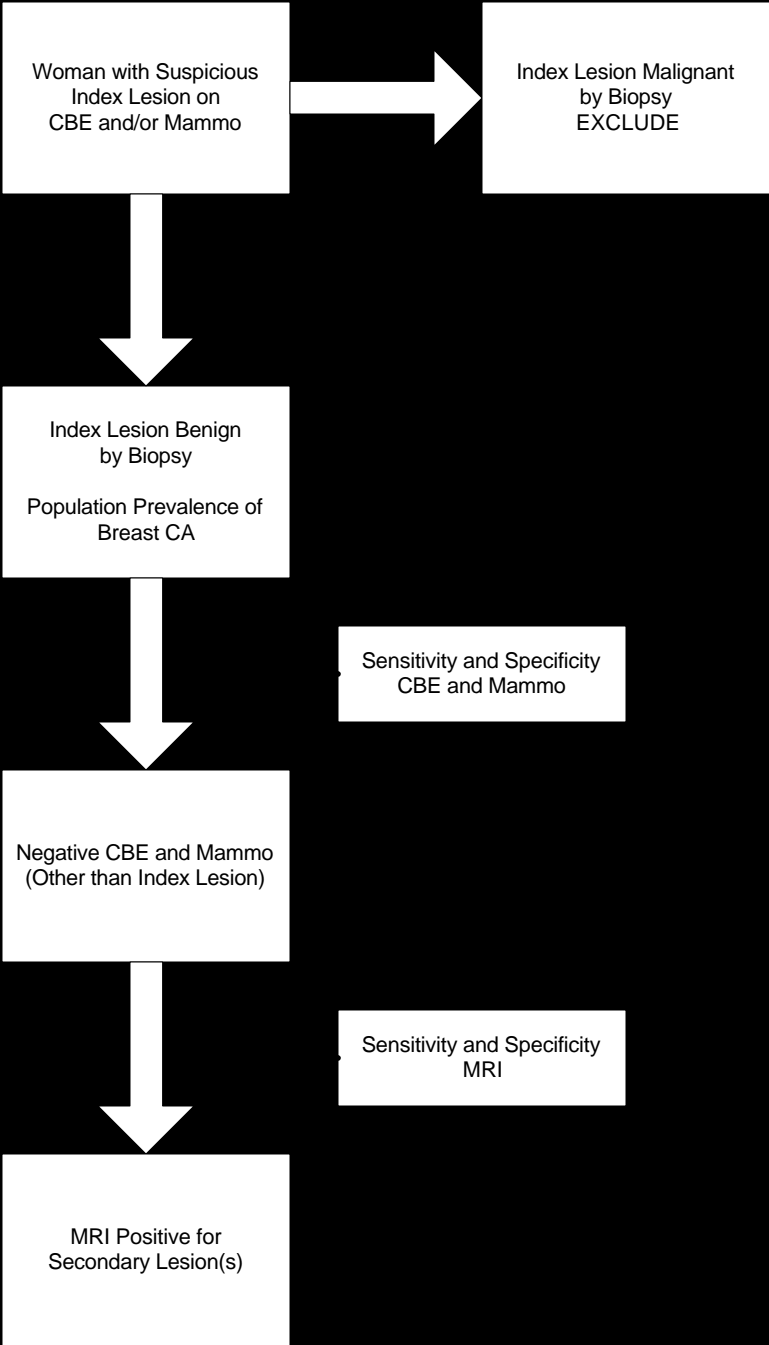 Woman with Suspicious
Index Lesion on
CBE and/or Mammo
Index Lesion Malignant
by Biopsy
EXCLUDE
Index Lesion Benign
by Biopsy
Population Prevalence of
Breast CA
Sensitivity and Specificity
CBE and Mammo
Negative CBE and Mammo
(Other than Index Lesion)
Sensitivity and Specificity
MRI
MRI Positive for
Secondary Lesion(s)